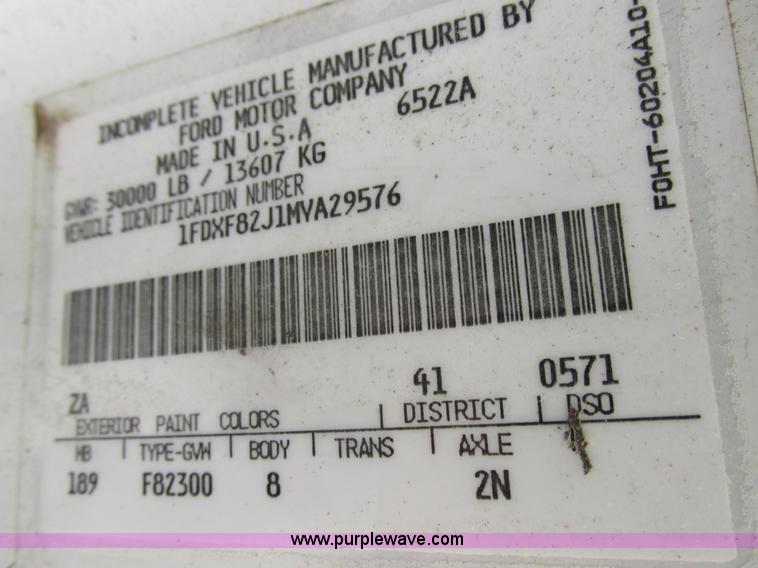 INCOMPLETE VEHICLE MANUFACTURED BY
FORD MOTOR COMPANY
6522A
MADE IN U.S.A
GVWR: 30000 LB / 13607 KG
VEHICLE IDENTIFICATION NUMBER
1FDXF82J1MVA29576
F0HT-60204A10-
ZA 41 0571
EXTERIOR PAINT COLORS DISTRICT DSO
WB TYPE-GVW BODY TRANS AXLE
189 F82300 8 2N
www.purplewave.com